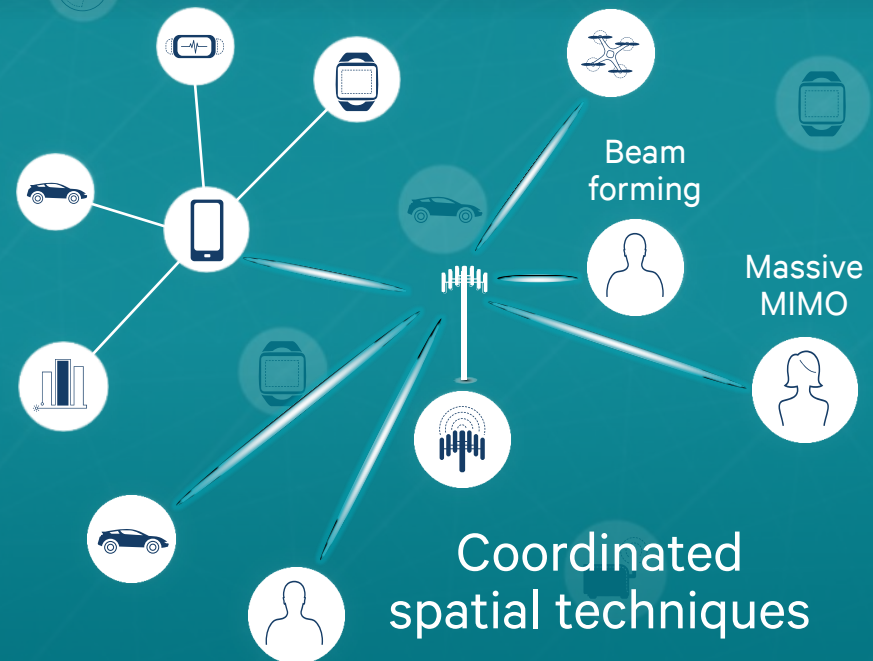 Beam
forming
Massive
MIMO
Coordinated
spatial techniques